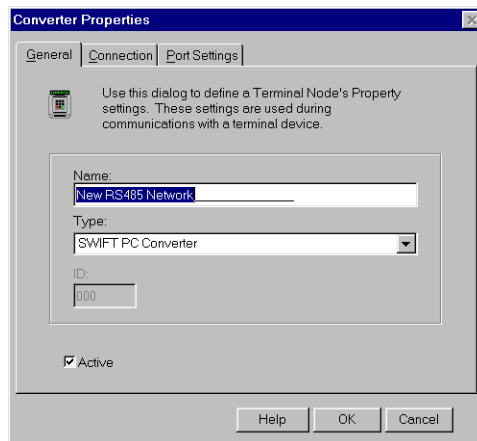 Converter Properties
General Connection Port Settings
Use this dialog to define a Terminal Node's Property
settings. These settings are used during
communications with a terminal device.
Name:
New RS485 Network
Type:
SWIFT PC Converter
ID:
000
Active
Help OK Cancel